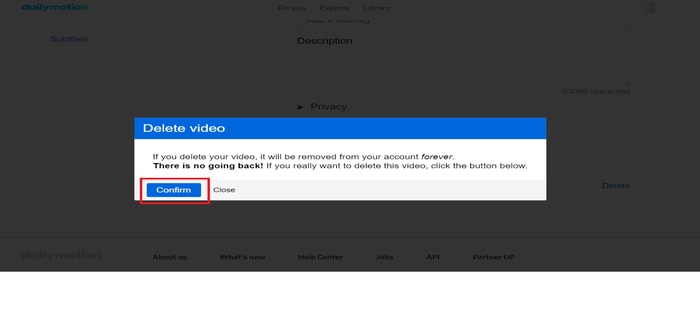 dailymotion
For you Explore Library
Add a new tag
Subtitles
Description
0/3000 characters
► Privacy
Delete video
If you delete your video, it will be removed from your account forever.
There is no going back! If you really want to delete this video, click the button below.
Confirm Close
Delete
dailymotion About us What's new Help Center Jobs API Partner UP